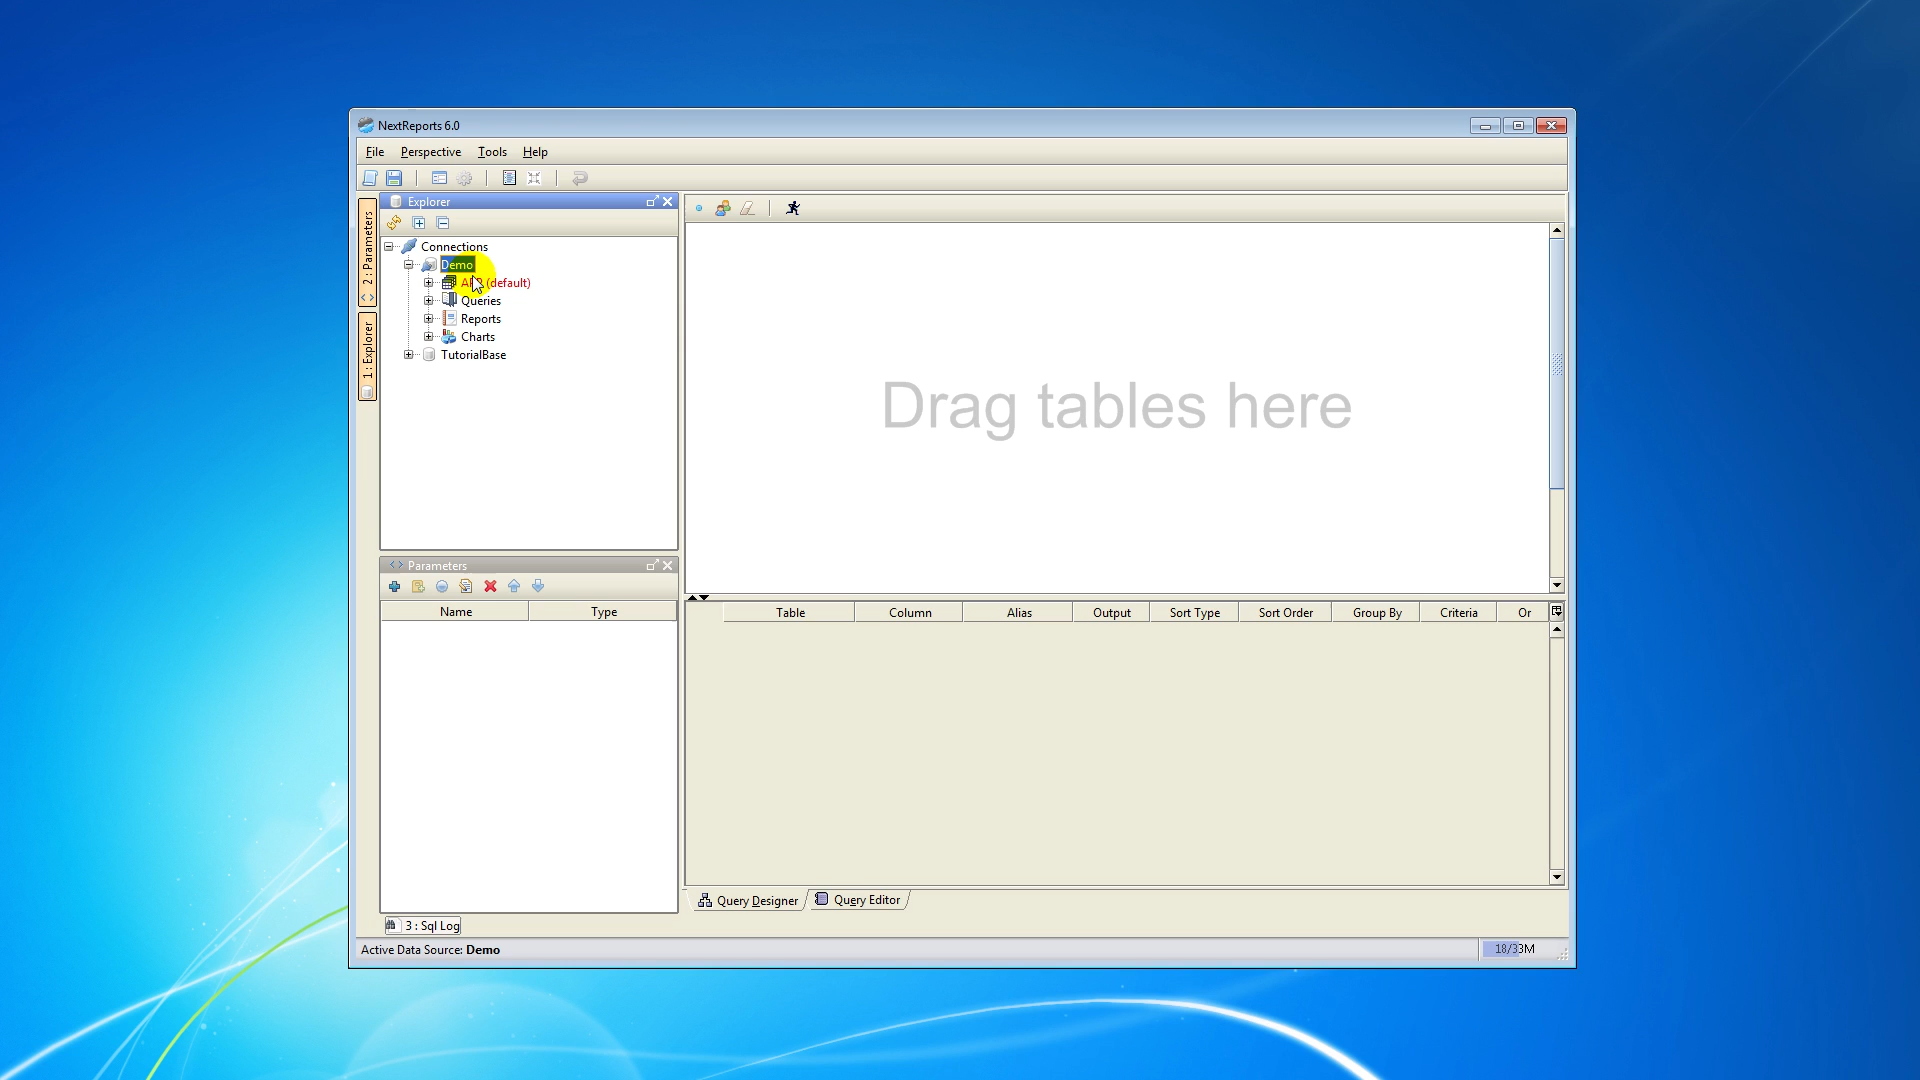 NextReports 6.0
File Perspective Tools Help
Explorer
2 : Parameters
1 : Explorer
Connections
Demo
(default)
Queries
Reports
Charts
TutorialBase
Drag tables here
Parameters
Name Type
Table Column Alias Output Sort Type Sort Order Group By Criteria Or
Query Designer Query Editor
3 : Sql Log
Active Data Source: Demo
18/33M